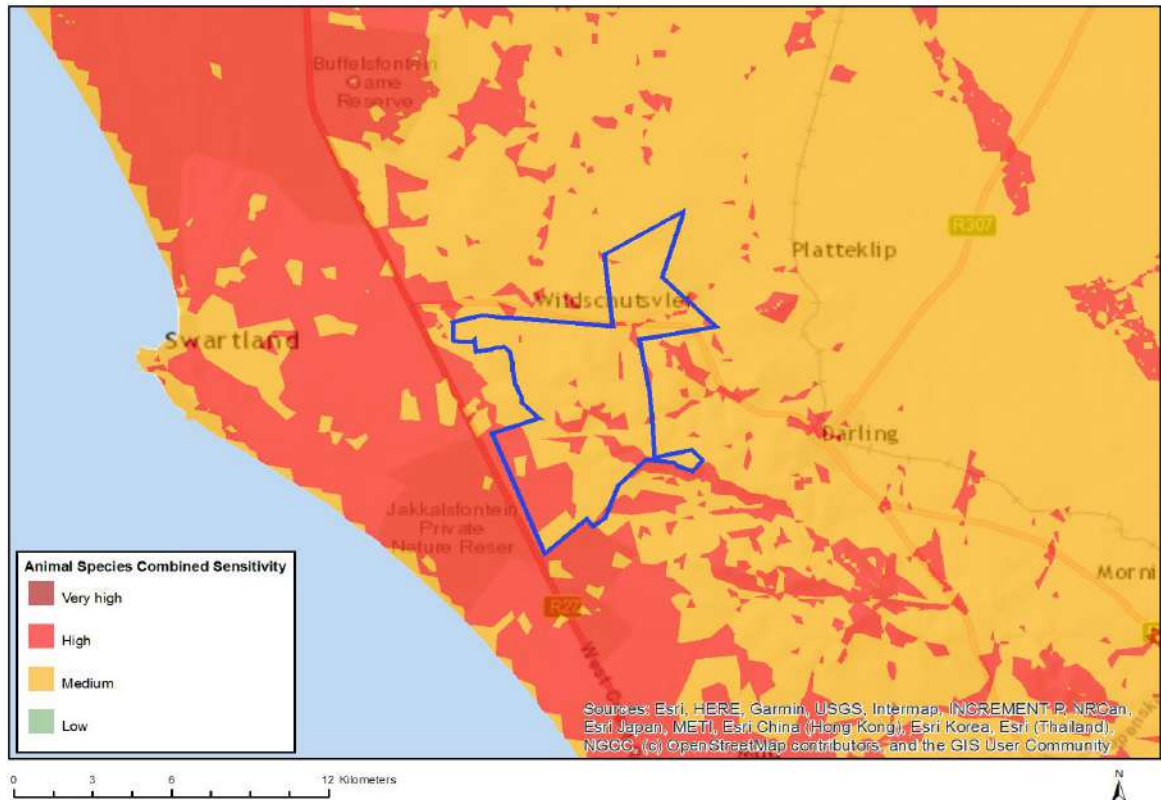 Buffelsfontein
Game
Reserve
R307
Platteklip
Wildschutsvlei
Swartland
Darling
Jakkalsfontein
Private
Nature Reser
Morni
R27
West C
Animal Species Combined Sensitivity
Very high
High
Medium
Low
Sources: Esri, HERE, Garmin, USGS, Intermap, INCREMENT P, NRCan,
Esri Japan, METI, Esri China (Hong Kong), Esri Korea, Esri (Thailand),
NGCC, (c) OpenStreetMap contributors, and the GIS User Community
0 3 6 12 Kilometers
N